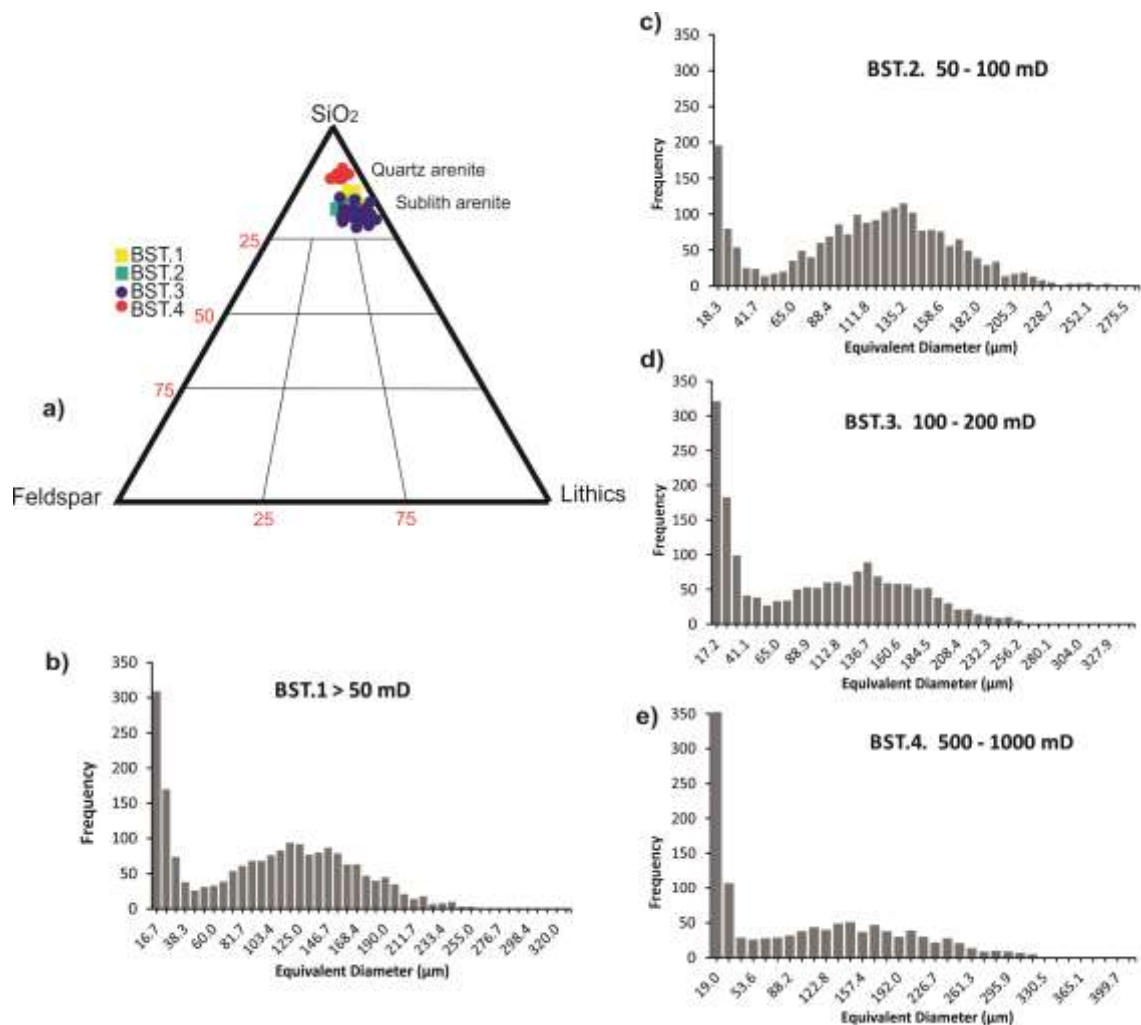 a)
SiO2
Quartz arenite
Sublith arenite
BST.1
BST.2
BST.3
BST.4
25
50
75
Feldspar
Lithics
25
75
b)
BST.1 > 50 mD
Frequency
350
300
250
200
150
100
50
0
16.7 38.3 60.0 81.7 103.4 125.0 146.7 168.4 190.0 211.7 233.4 255.0 276.7 298.4 320.0
Equivalent Diameter (µm)
c)
BST.2. 50 - 100 mD
Frequency
350
300
250
200
150
100
50
0
18.3 41.7 65.0 88.4 111.8 135.2 158.6 182.0 205.3 228.7 252.1 275.5
Equivalent Diameter (µm)
d)
BST.3. 100 - 200 mD
Frequency
350
300
250
200
150
100
50
0
17.2 41.1 65.0 88.9 112.8 136.7 160.6 184.5 208.4 232.3 256.2 280.1 304.0 327.9
Equivalent Diameter (µm)
e)
BST.4. 500 - 1000 mD
Frequency
350
300
250
200
150
100
50
0
19.0 53.6 88.2 122.8 157.4 192.0 226.7 261.3 295.9 330.5 365.1 399.7
Equivalent Diameter (µm)